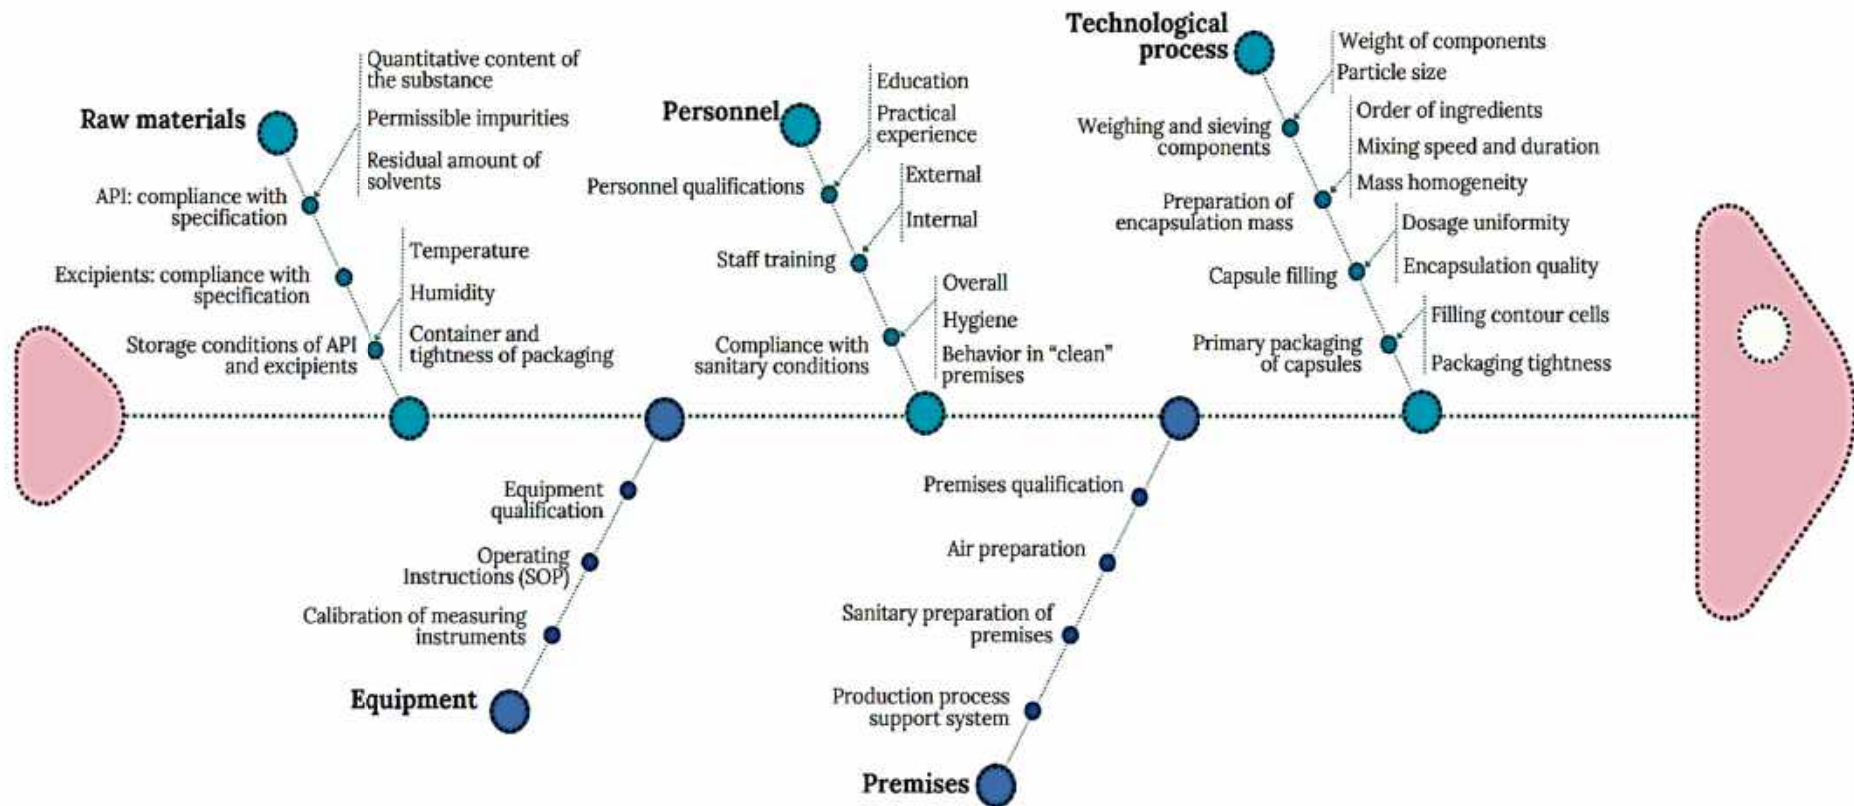 Raw materials
Quantitative content of
the substance
Permissible impurities
Residual amount of
solvents
API: compliance with
specification
Excipients: compliance with
specification
Temperature
Humidity
Container and
tightness of packaging
Storage conditions of API
and excipients
Personnel
Education
Practical
experience
Personnel qualifications
External
Internal
Staff training
Overall
Hygiene
Behavior in “clean”
premises
Compliance with
sanitary conditions
Technological
process
Weight of components
Particle size
Weighing and sieving
components
Order of ingredients
Mixing speed and duration
Mass homogeneity
Preparation of
encapsulation mass
Dosage uniformity
Encapsulation quality
Capsule filling
Filling contour cells
Packaging tightness
Primary packaging
of capsules
Equipment
qualification
Operating
Instructions (SOP)
Calibration of measuring
instruments
Equipment
Premises qualification
Air preparation
Sanitary preparation of
premises
Production process
support system
Premises